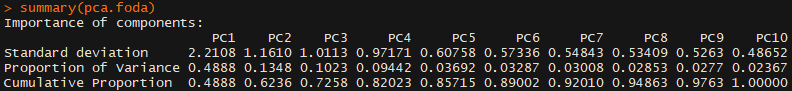 > summary(pca.foda)
Importance of components:
PC1 PC2 PC3 PC4 PC5 PC6 PC7 PC8 PC9 PC10
Standard deviation 2.2108 1.1610 1.0113 0.97171 0.60758 0.57336 0.54843 0.53409 0.5263 0.48652
Proportion of Variance 0.4888 0.1348 0.1023 0.09442 0.03692 0.03287 0.03008 0.02853 0.0277 0.02367
Cumulative Proportion 0.4888 0.6236 0.7258 0.82023 0.85715 0.89002 0.92010 0.94863 0.9763 1.00000